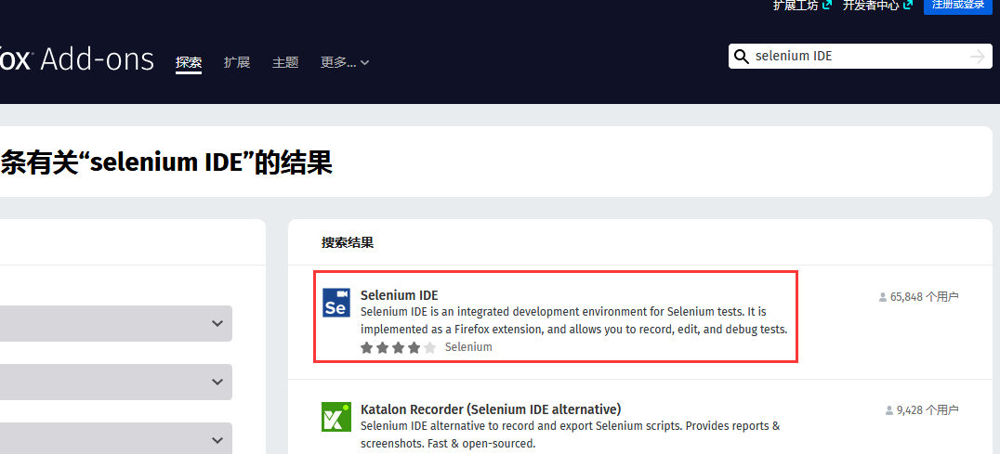 扩展工坊 开发者中心 注册或登录
fox Add-ons 探索 扩展 主题 更多... selenium IDE
条有关“selenium IDE”的结果
搜索结果
Selenium IDE 65,848 个用户
Selenium IDE is an integrated development environment for Selenium tests. It is
implemented as a Firefox extension, and allows you to record, edit, and debug tests.
Selenium
Se
Katalon Recorder (Selenium IDE alternative) 9,428 个用户
Selenium IDE alternative to record and export Selenium scripts. Provides reports &
screenshots. Fast & open-sourced.